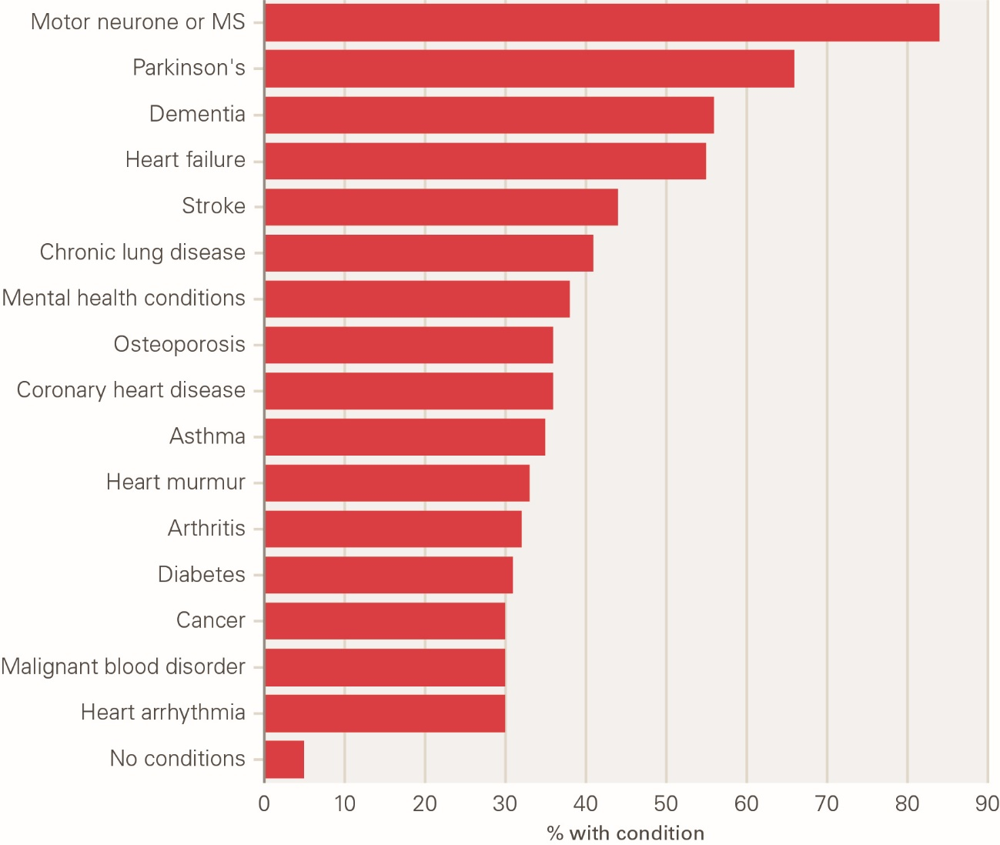 Motor neurone or MS
Parkinson's
Dementia
Heart failure
Stroke
Chronic lung disease
Mental health conditions
Osteoporosis
Coronary heart disease
Asthma
Heart murmur
Arthritis
Diabetes
Cancer
Malignant blood disorder
Heart arrhythmia
No conditions
0 10 20 30 40 50 60 70 80 90
% with condition